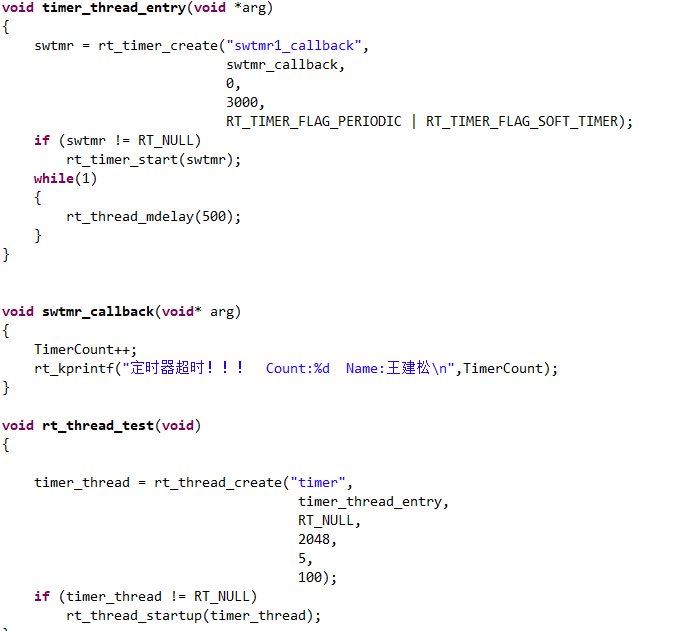 void timer_thread_entry(void *arg)
{
    swtmr = rt_timer_create("swtmr1_callback",
                            swtmr_callback,
                            0,
                            3000,
                            RT_TIMER_FLAG_PERIODIC | RT_TIMER_FLAG_SOFT_TIMER);
    if (swtmr != RT_NULL)
        rt_timer_start(swtmr);
    while(1)
    {
        rt_thread_mdelay(500);
    }
}
void swtmr_callback(void* arg)
{
    TimerCount++;
    rt_kprintf("定时器超时！！！  Count:%d  Name:王建松\n",TimerCount);
}
void rt_thread_test(void)
{
    timer_thread = rt_thread_create("timer",
                                     timer_thread_entry,
                                     RT_NULL,
                                     2048,
                                     5,
                                     100);
    if (timer_thread != RT_NULL)
        rt_thread_startup(timer_thread);